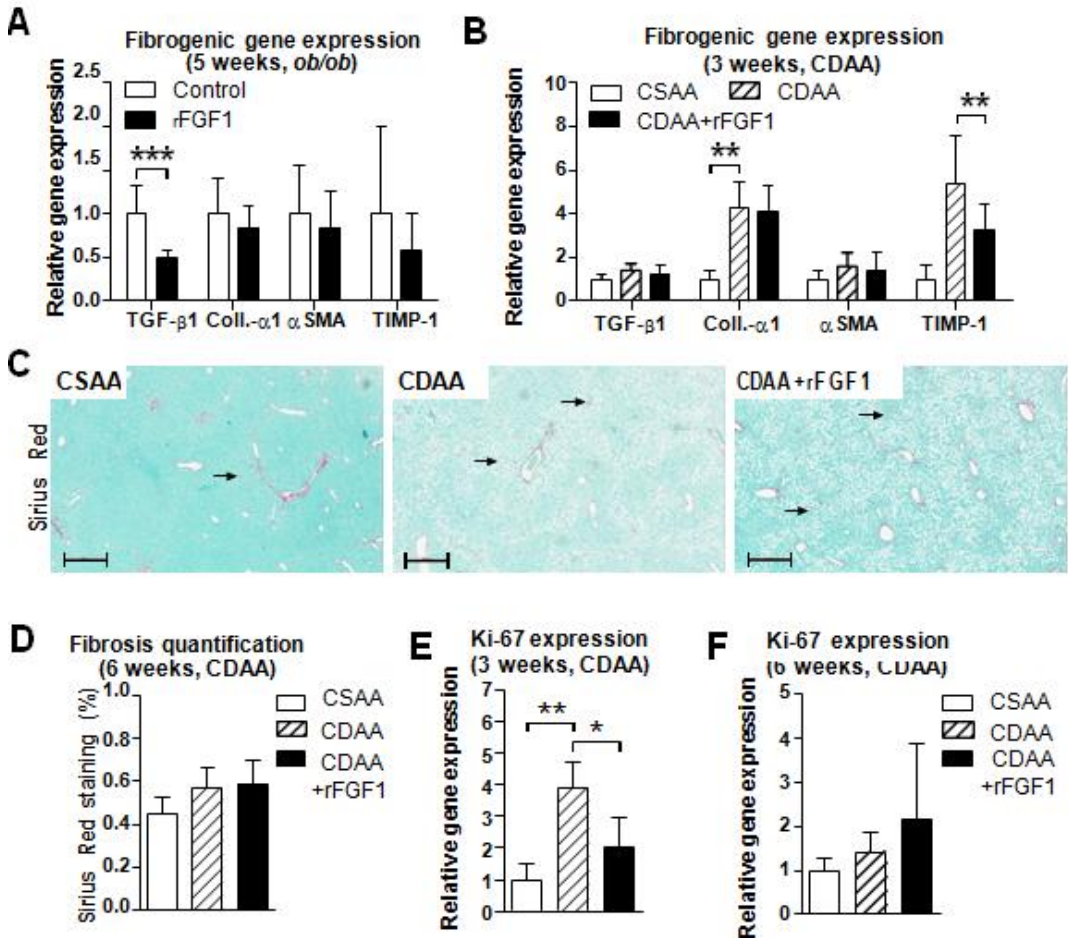 A
Fibrogenic gene expression
(5 weeks, ob/ob)
Relative gene expression
2.5
2.0
1.5
1.0
0.5
0.0
Control
rFGF1
***
TGF-β1 Coll.-α1 α SMA TIMP-1
B
Fibrogenic gene expression
(3 weeks, CDAA)
Relative gene expression
10
8
6
4
2
0
CSAA CDAA
CDAA+rFGF1
** **
TGF-β1 Coll.-α1 α SMA TIMP-1
C
Sirius Red
CSAA CDAA CDAA+rFGF1
D
Fibrosis quantification
(6 weeks, CDAA)
Sirius Red staining (%)
1.0
0.8
0.6
0.4
0.2
0.0
CSAA
CDAA
CDAA
+rFGF1
E
Ki-67 expression
(3 weeks, CDAA)
Relative gene expression
7
6
5
4
3
2
1
0
** *
F
Ki-67 expression
(6 weeks, CDAA)
Relative gene expression
5
4
3
2
1
0
CSAA
CDAA
CDAA
+rFGF1